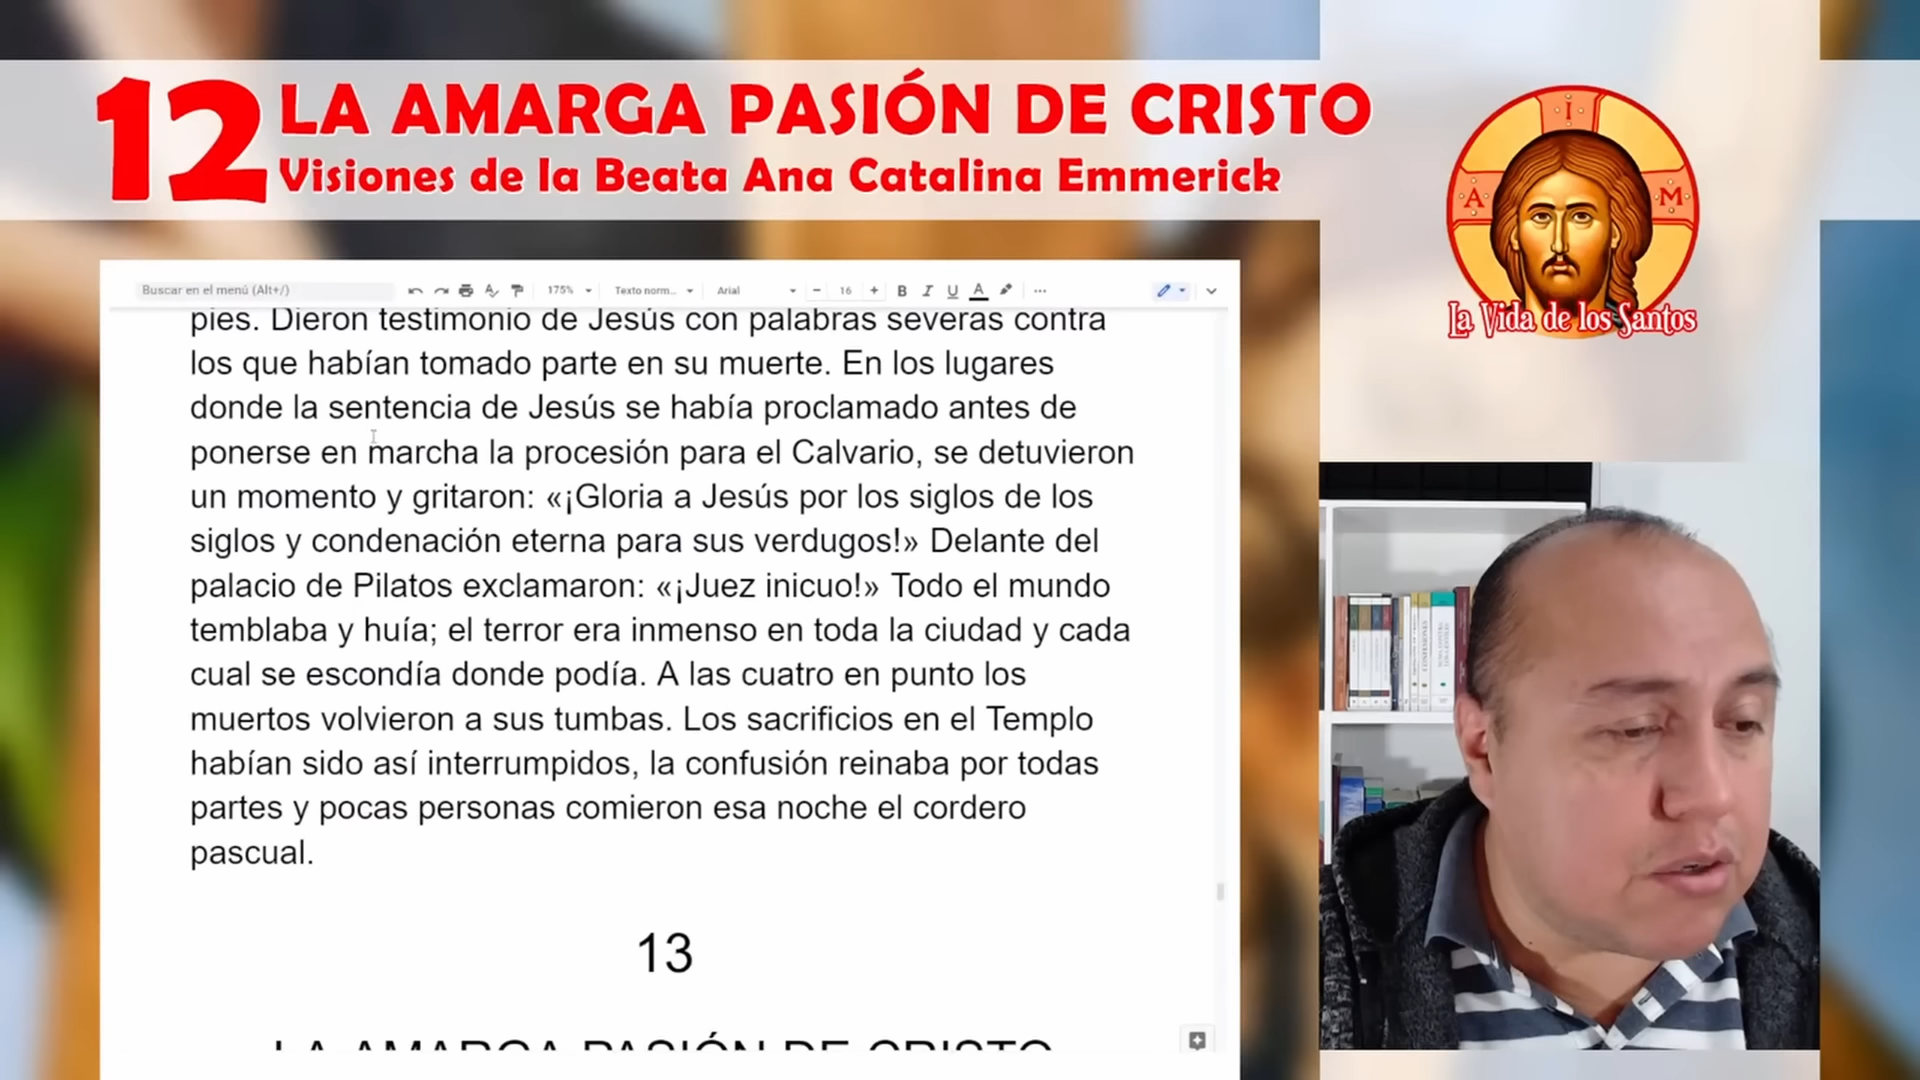 12 LA AMARGA PASIÓN DE CRISTO
Visiones de la Beata Ana Catalina Emmerick
I
A M
La Vida de los Santos
Buscar en el menú (Alt+/)
175% Texto norm... Arial − 16 + B I U A ...
pies. Dieron testimonio de Jesús con palabras severas contra
los que habían tomado parte en su muerte. En los lugares
donde la sentencia de Jesús se había proclamado antes de
ponerse en marcha la procesión para el Calvario, se detuvieron
un momento y gritaron: «¡Gloria a Jesús por los siglos de los
siglos y condenación eterna para sus verdugos!» Delante del
palacio de Pilatos exclamaron: «¡Juez inicuo!» Todo el mundo
temblaba y huía; el terror era inmenso en toda la ciudad y cada
cual se escondía donde podía. A las cuatro en punto los
muertos volvieron a sus tumbas. Los sacrificios en el Templo
habían sido así interrumpidos, la confusión reinaba por todas
partes y pocas personas comieron esa noche el cordero
pascual.
13
LA AMARGA PASIÓN DE CRISTO